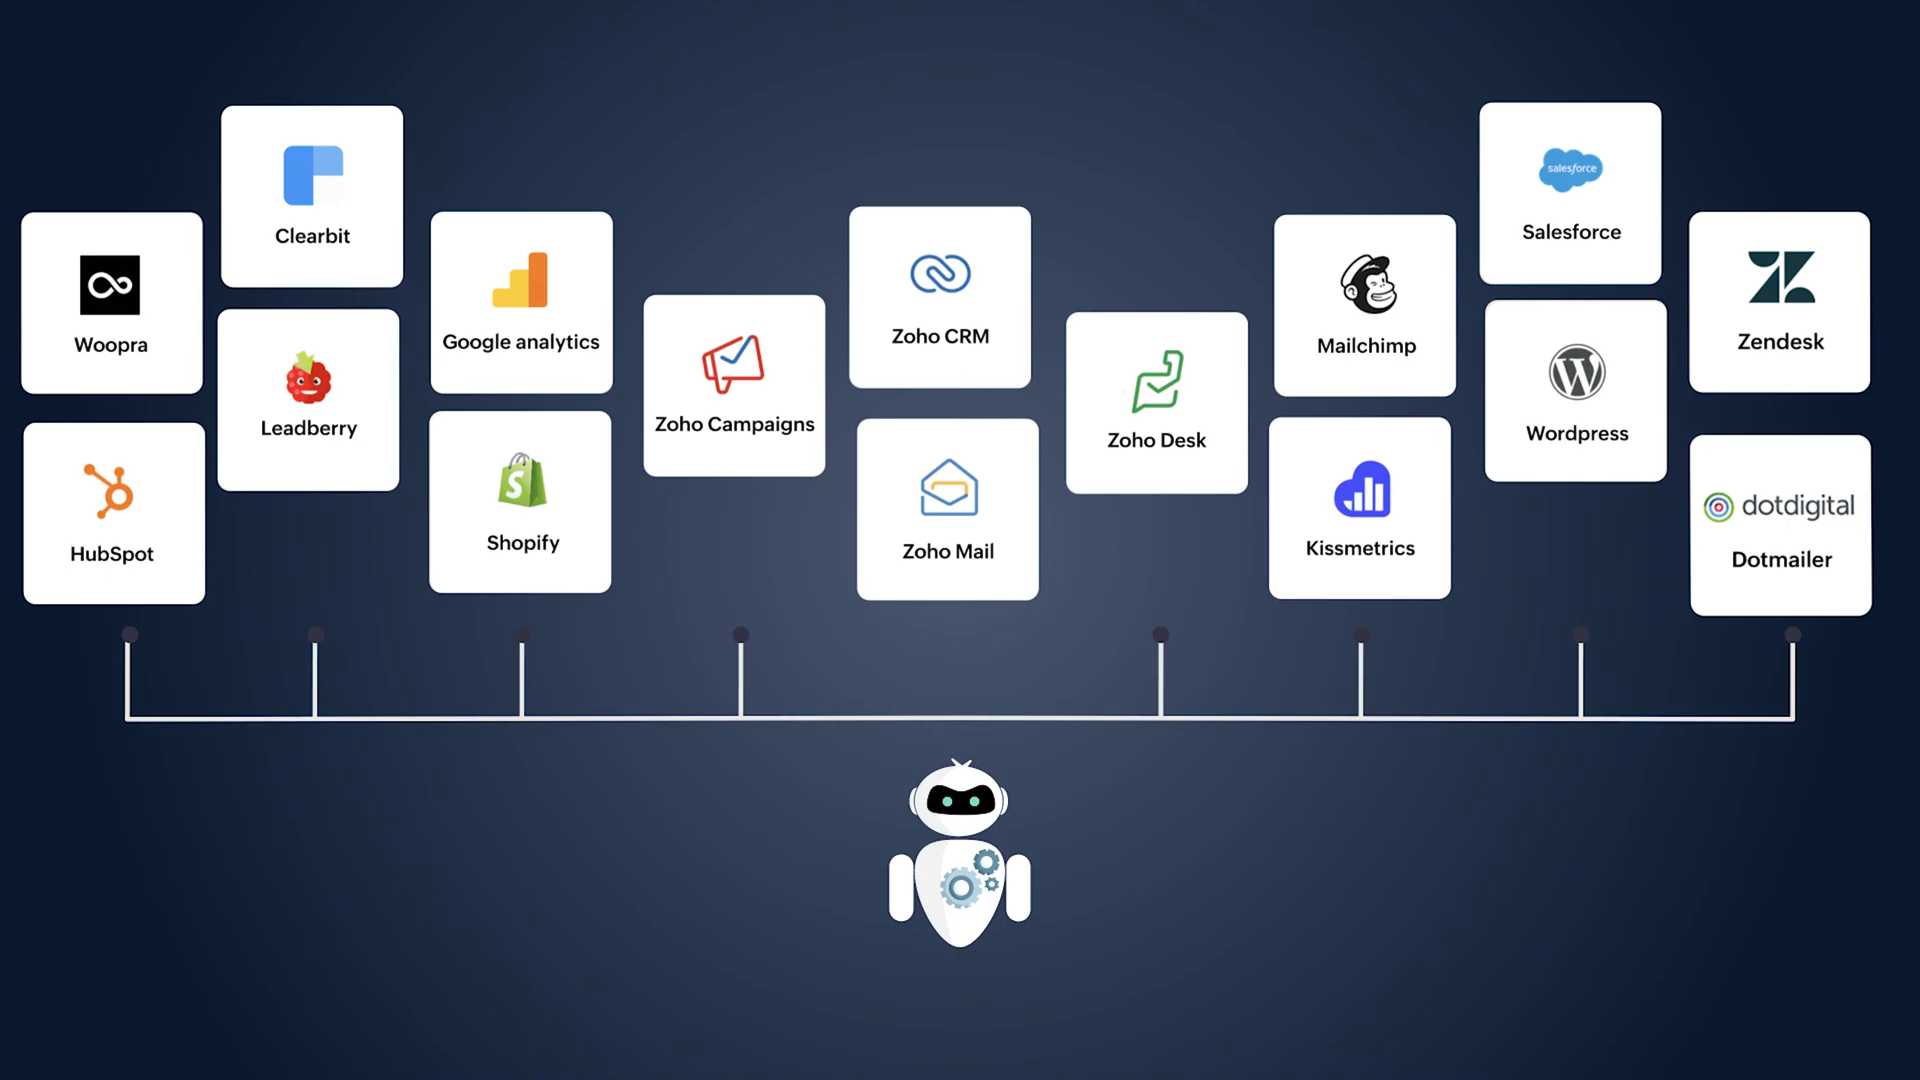 Woopra
HubSpot
Clearbit
Leadberry
Google analytics
S
Shopify
Zoho Campaigns
Zoho CRM
Zoho Mail
Zoho Desk
Mailchimp
Kissmetrics
salesforce
Salesforce
W
Wordpress
Zendesk
dotdigital
Dotmailer